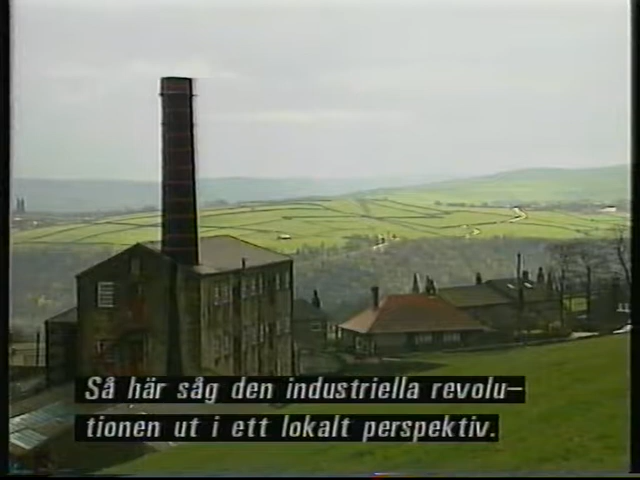 Så här såg den industriella revolu-
tionen ut i ett lokalt perspektiv.